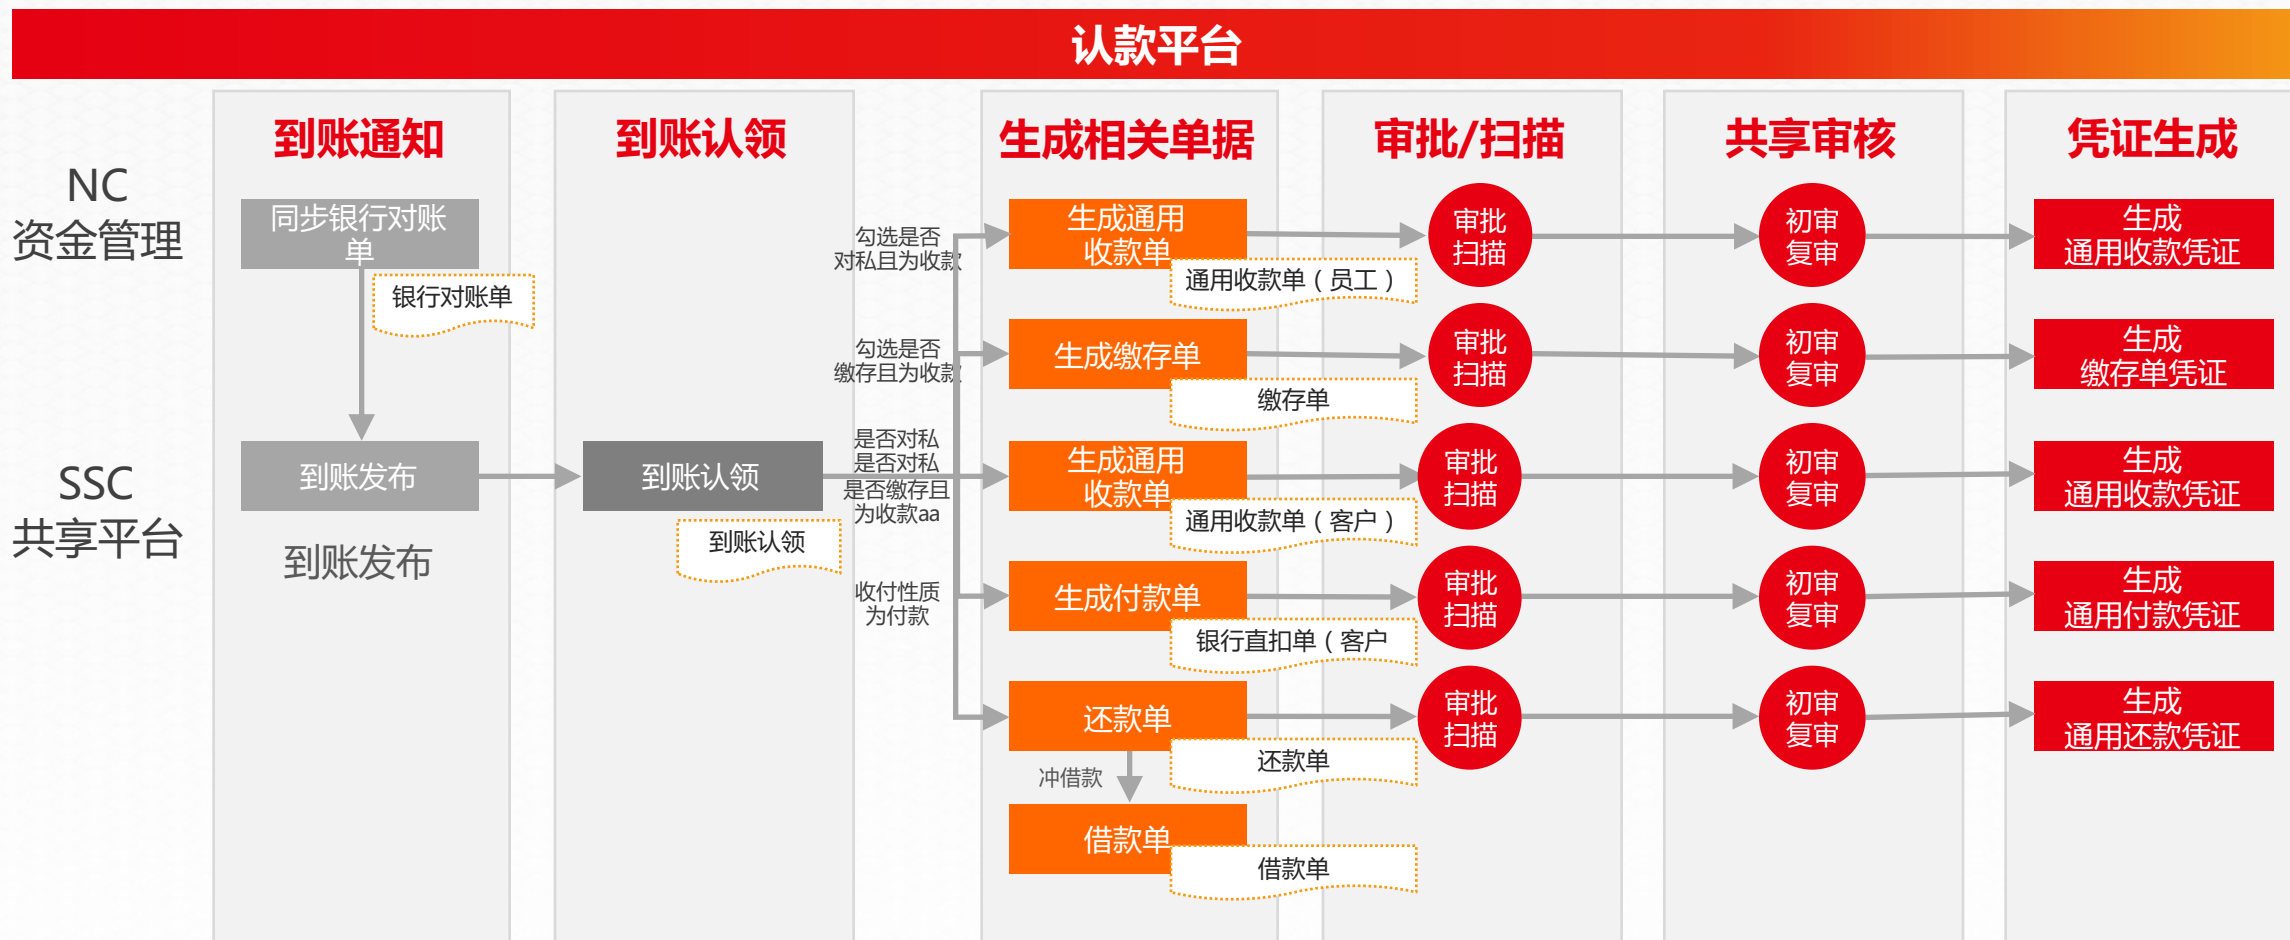 认款平台
到账通知
到账认领
生成相关单据
审批/扫描
共享审核
凭证生成
NC
资金管理
SSC
共享平台
同步银行对账
单
银行对账单
到账发布
到账发布
到账认领
到账认领
勾选是否
对私且为收款
勾选是否
缴存且为收款
是否对私
是否对私
是否缴存且
为收款aa
收付性质
为付款
生成通用
收款单
通用收款单（员工）
审批
扫描
初审
复审
生成
通用收款凭证
生成缴存单
缴存单
审批
扫描
初审
复审
生成
缴存单凭证
生成通用
收款单
通用收款单（客户）
审批
扫描
初审
复审
生成
通用收款凭证
生成付款单
银行直扣单（客户
审批
扫描
初审
复审
生成
通用付款凭证
还款单
还款单
审批
扫描
初审
复审
生成
通用还款凭证
冲借款
借款单
借款单